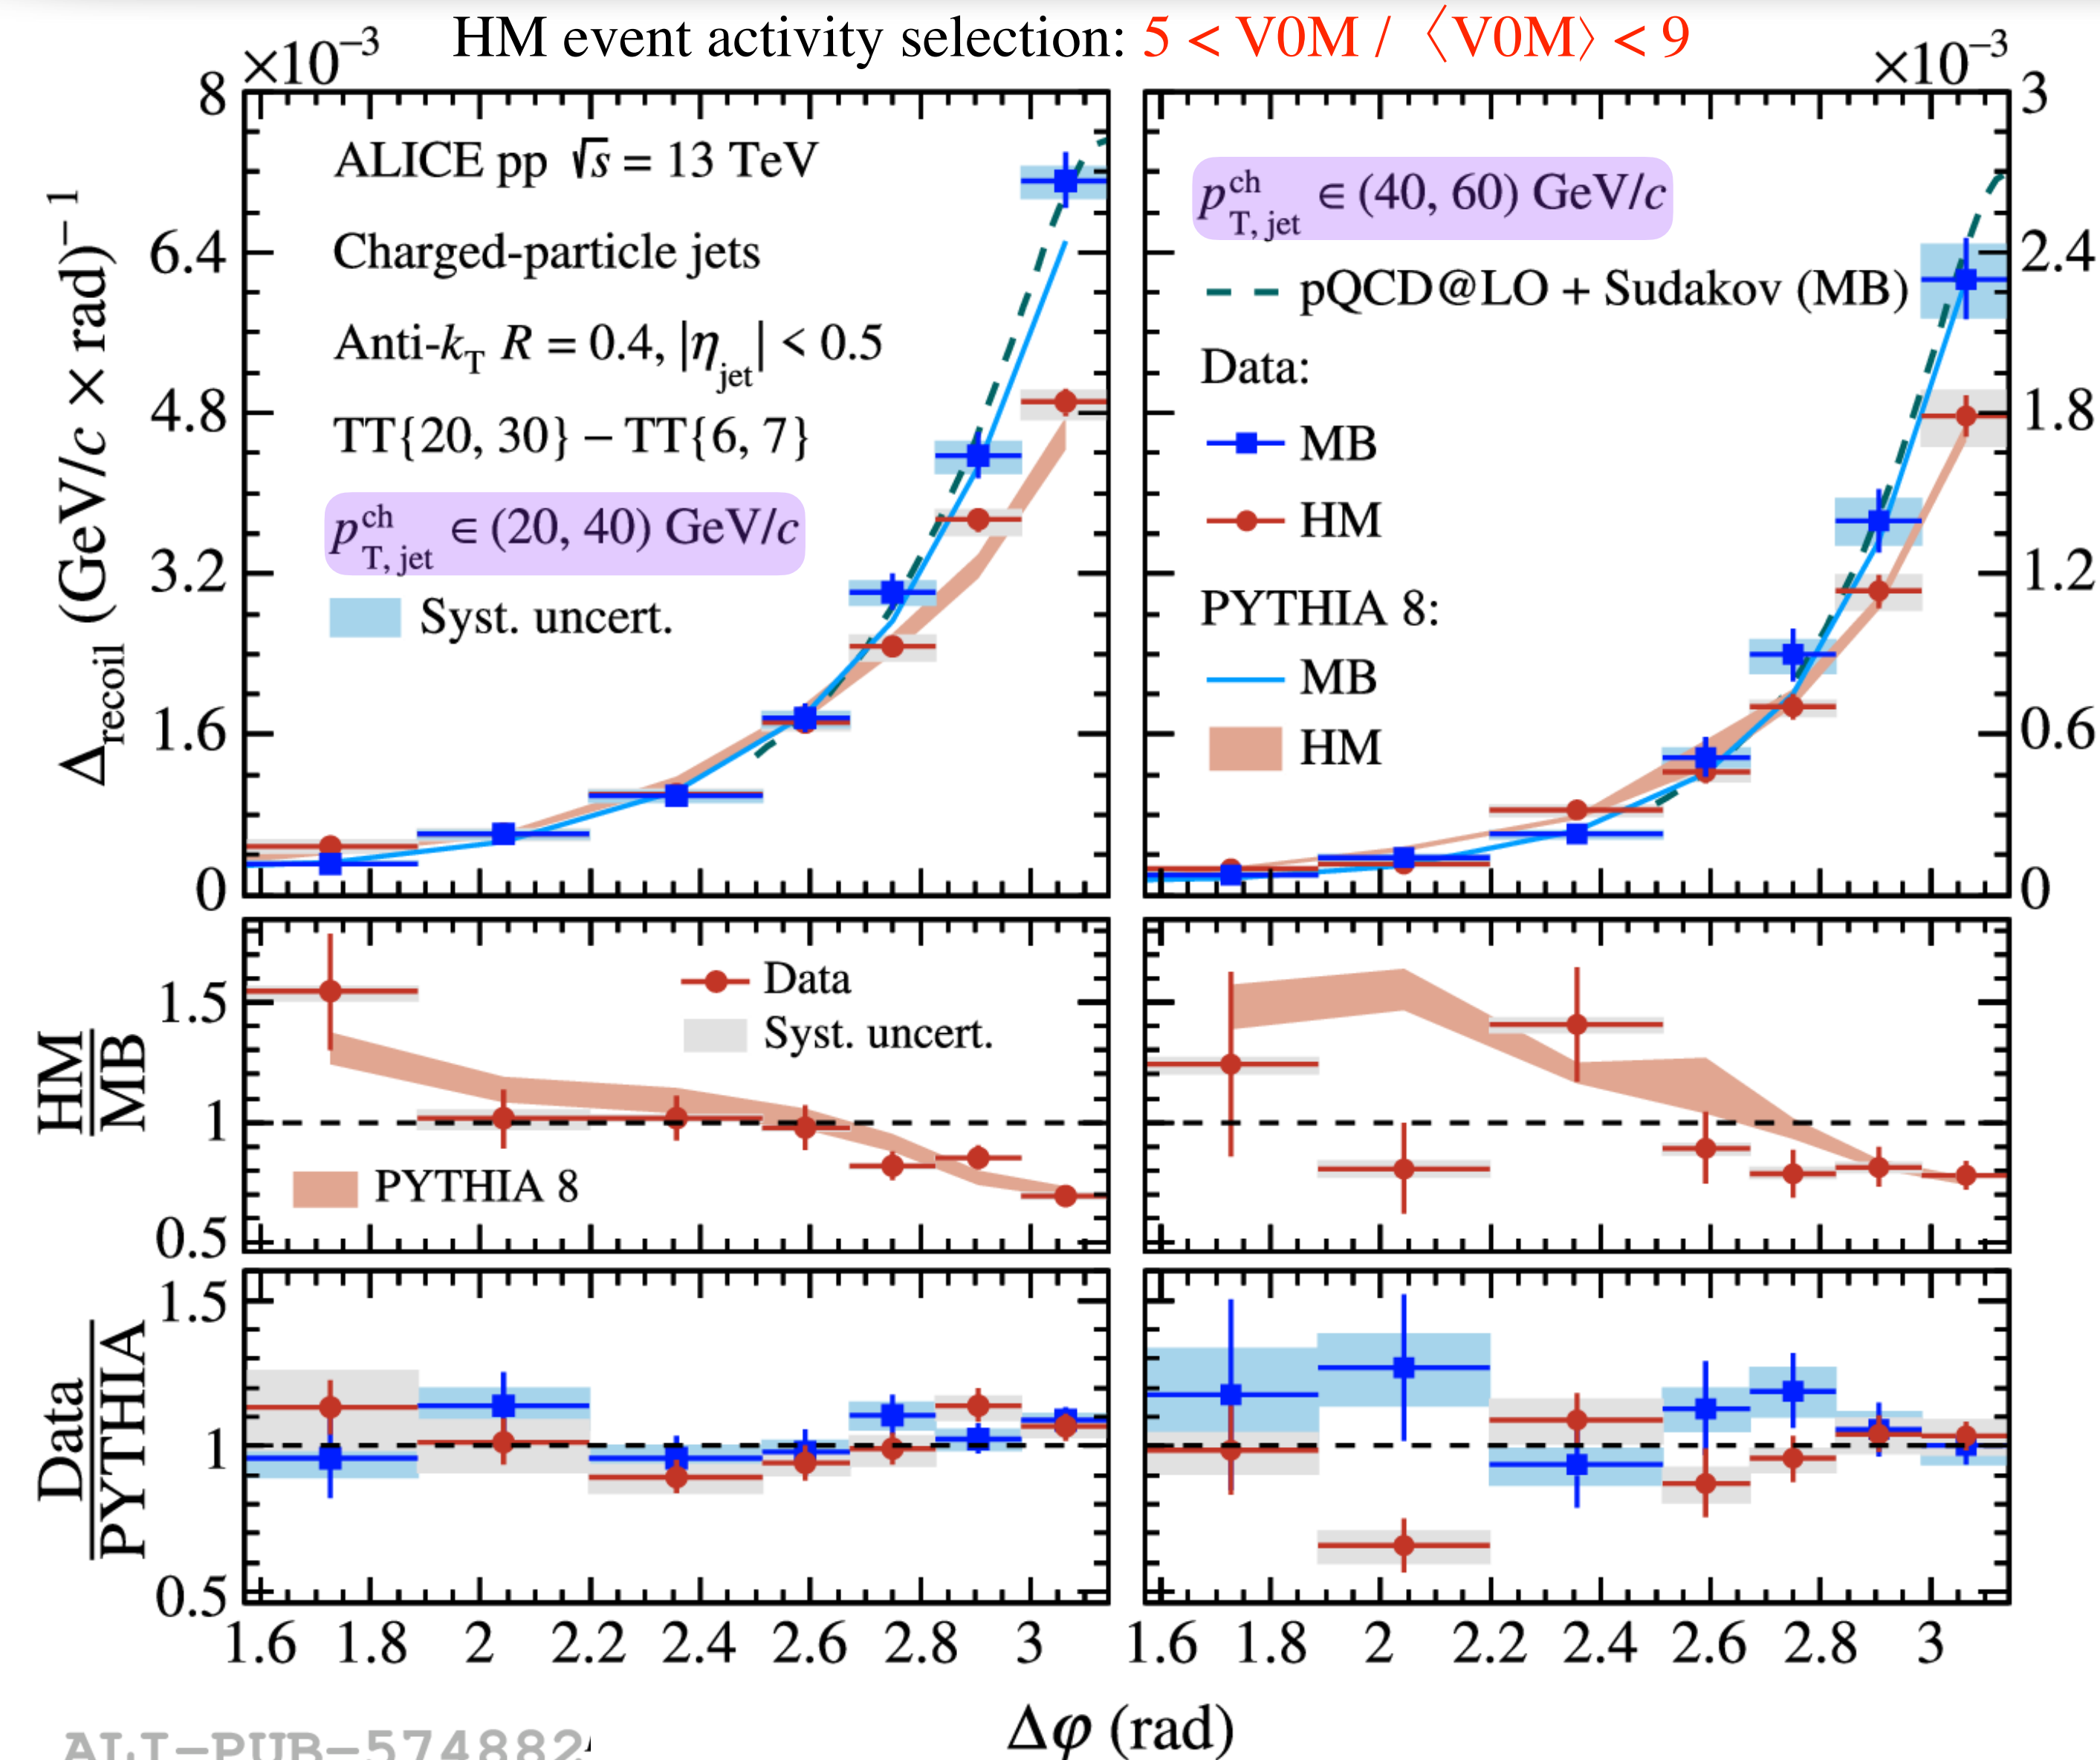 HM event activity selection: 5 < V0M / ⟨V0M⟩ < 9
×10⁻³
×10⁻³
8
6.4
4.8
3.2
1.6
0
Δrecoil (GeV/c × rad)⁻¹
ALICE pp √s = 13 TeV
Charged-particle jets
Anti-kT R = 0.4, |ηjet| < 0.5
TT{20, 30} – TT{6, 7}
p^ch_T, jet ∈ (20, 40) GeV/c
Syst. uncert.
p^ch_T, jet ∈ (40, 60) GeV/c
pQCD@LO + Sudakov (MB)
Data:
MB
HM
PYTHIA 8:
MB
HM
3
2.4
1.8
1.2
0.6
0
HM
MB
1.5
1
0.5
Data
Syst. uncert.
PYTHIA 8
Data
PYTHIA
1.5
1
0.5
1.6 1.8 2 2.2 2.4 2.6 2.8 3
1.6 1.8 2 2.2 2.4 2.6 2.8 3
Δφ (rad)
ALI-PUB-574882